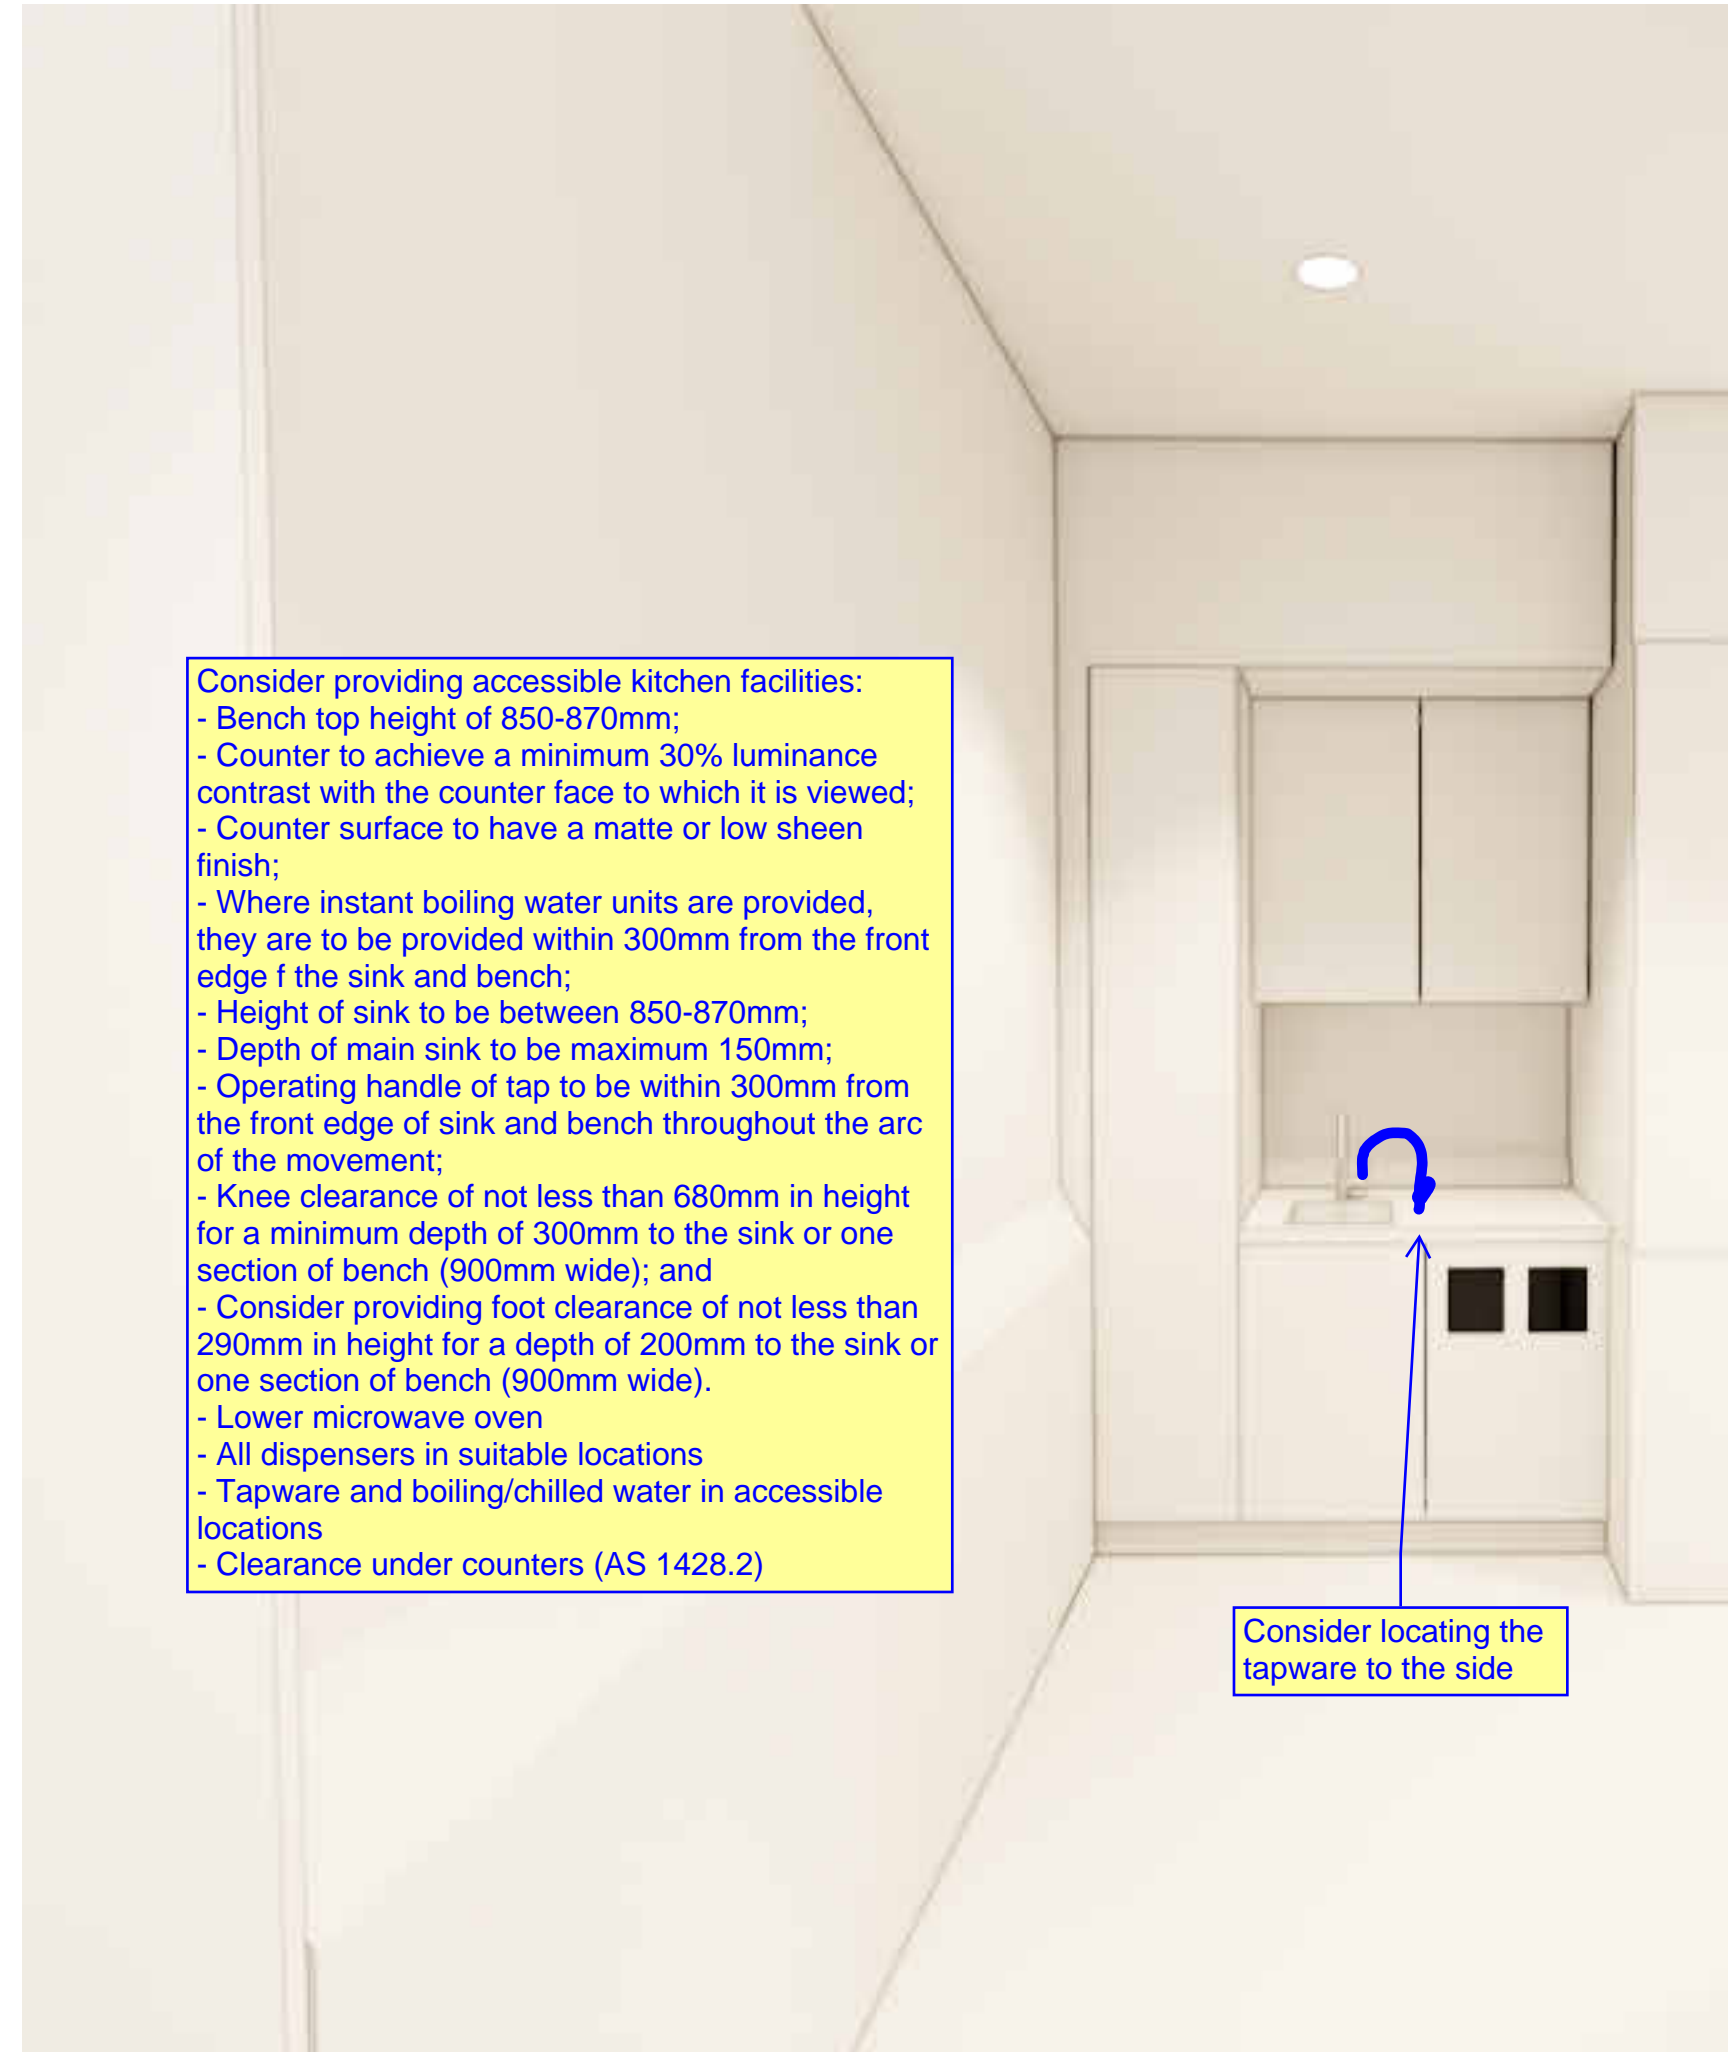 Consider providing accessible kitchen facilities:
- Bench top height of 850-870mm;
- Counter to achieve a minimum 30% luminance
contrast with the counter face to which it is viewed;
- Counter surface to have a matte or low sheen
finish;
- Where instant boiling water units are provided,
they are to be provided within 300mm from the front
edge f the sink and bench;
- Height of sink to be between 850-870mm;
- Depth of main sink to be maximum 150mm;
- Operating handle of tap to be within 300mm from
the front edge of sink and bench throughout the arc
of the movement;
- Knee clearance of not less than 680mm in height
for a minimum depth of 300mm to the sink or one
section of bench (900mm wide); and
- Consider providing foot clearance of not less than
290mm in height for a depth of 200mm to the sink or
one section of bench (900mm wide).
- Lower microwave oven
- All dispensers in suitable locations
- Tapware and boiling/chilled water in accessible
locations
- Clearance under counters (AS 1428.2)
Consider locating the
tapware to the side